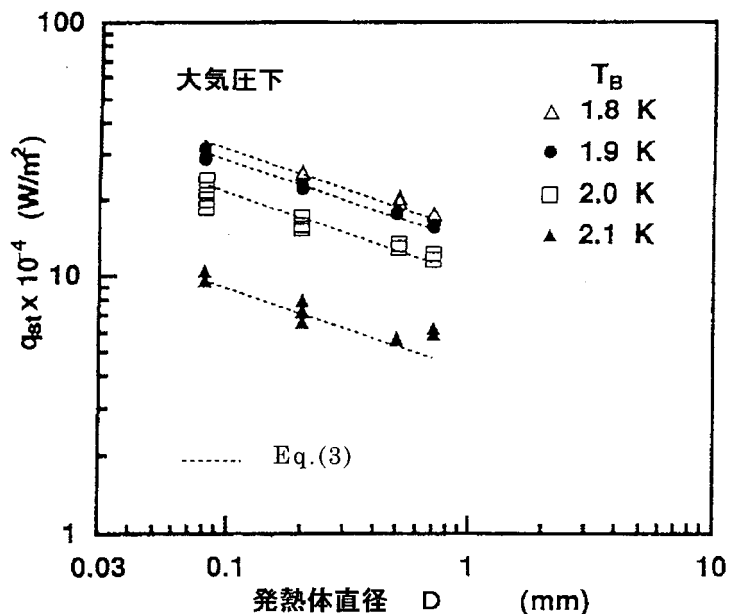 100
10
1
q_st x 10^-4 (W/m²)
大気圧下
T_B
△ 1.8 K
● 1.9 K
□ 2.0 K
▲ 2.1 K
Eq.(3)
0.03 0.1 1 10
発熱体直径 D (mm)